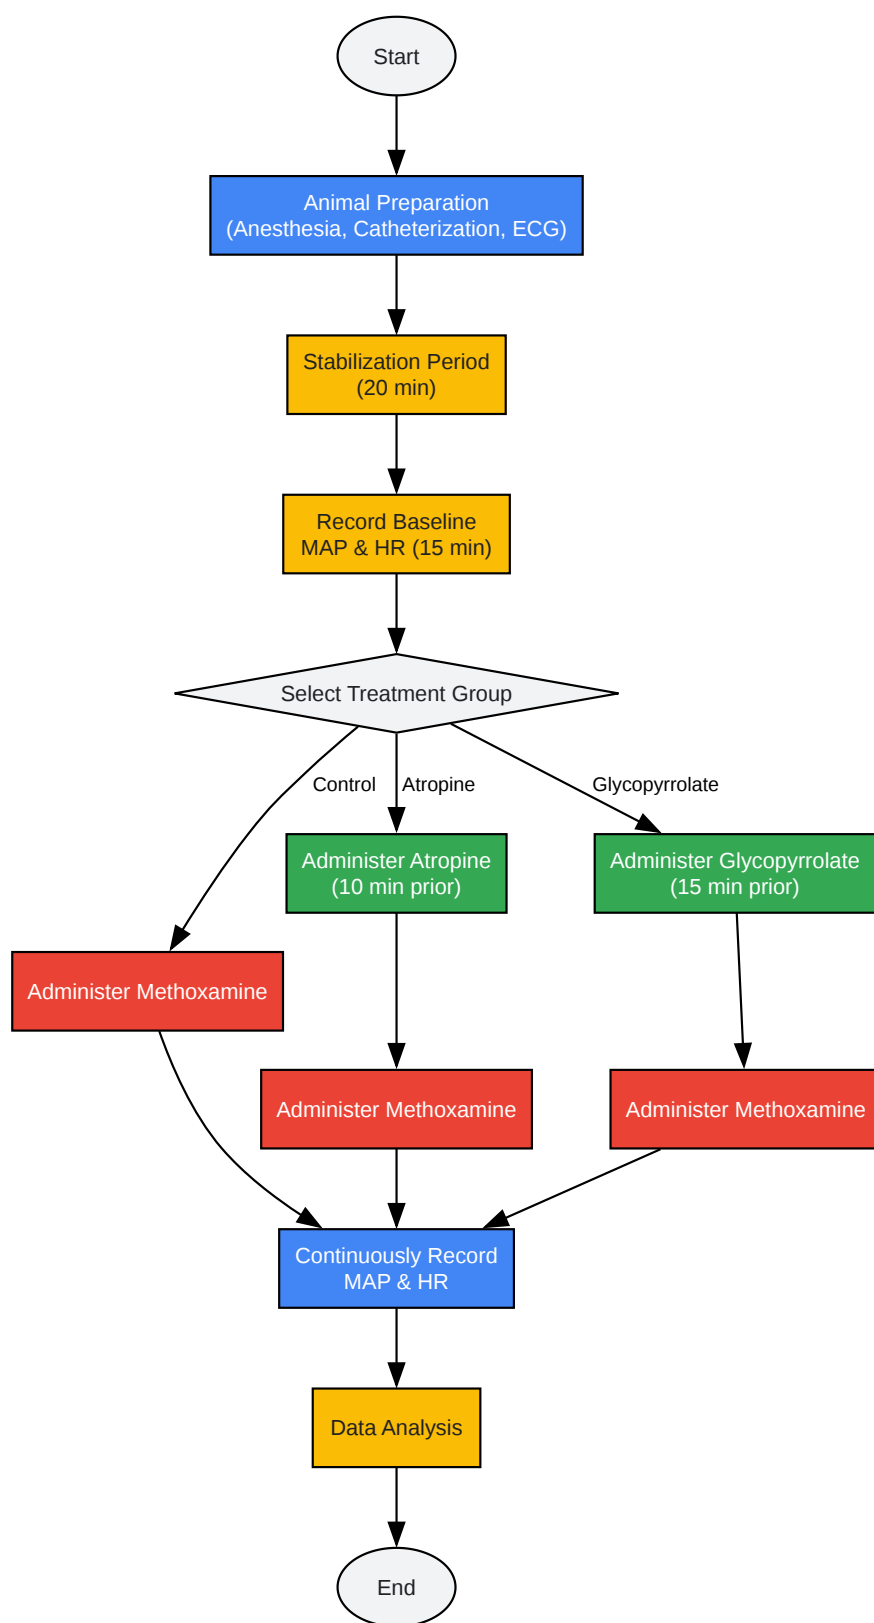 Start
Animal Preparation
(Anesthesia, Catheterization, ECG)
Stabilization Period
(20 min)
Record Baseline
MAP & HR (15 min)
Select Treatment Group
Control
Atropine
Glycopyrrolate
Administer Atropine
(10 min prior)
Administer Glycopyrrolate
(15 min prior)
Administer Methoxamine
Administer Methoxamine
Administer Methoxamine
Continuously Record
MAP & HR
Data Analysis
End